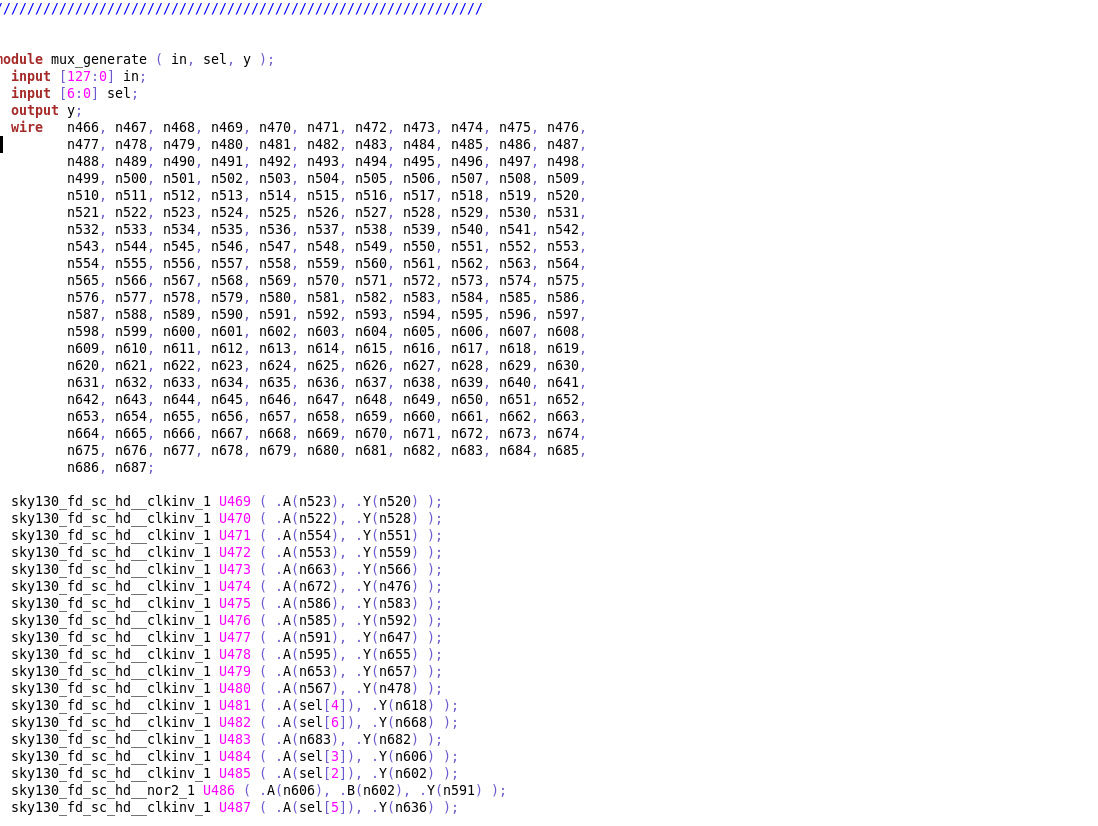 ////////////////////////////////////////////////////////////
module mux_generate ( in, sel, y );
input [127:0] in;
input [6:0] sel;
output y;
wire n466, n467, n468, n469, n470, n471, n472, n473, n474, n475, n476,
n477, n478, n479, n480, n481, n482, n483, n484, n485, n486, n487,
n488, n489, n490, n491, n492, n493, n494, n495, n496, n497, n498,
n499, n500, n501, n502, n503, n504, n505, n506, n507, n508, n509,
n510, n511, n512, n513, n514, n515, n516, n517, n518, n519, n520,
n521, n522, n523, n524, n525, n526, n527, n528, n529, n530, n531,
n532, n533, n534, n535, n536, n537, n538, n539, n540, n541, n542,
n543, n544, n545, n546, n547, n548, n549, n550, n551, n552, n553,
n554, n555, n556, n557, n558, n559, n560, n561, n562, n563, n564,
n565, n566, n567, n568, n569, n570, n571, n572, n573, n574, n575,
n576, n577, n578, n579, n580, n581, n582, n583, n584, n585, n586,
n587, n588, n589, n590, n591, n592, n593, n594, n595, n596, n597,
n598, n599, n600, n601, n602, n603, n604, n605, n606, n607, n608,
n609, n610, n611, n612, n613, n614, n615, n616, n617, n618, n619,
n620, n621, n622, n623, n624, n625, n626, n627, n628, n629, n630,
n631, n632, n633, n634, n635, n636, n637, n638, n639, n640, n641,
n642, n643, n644, n645, n646, n647, n648, n649, n650, n651, n652,
n653, n654, n655, n656, n657, n658, n659, n660, n661, n662, n663,
n664, n665, n666, n667, n668, n669, n670, n671, n672, n673, n674,
n675, n676, n677, n678, n679, n680, n681, n682, n683, n684, n685,
n686, n687;
sky130_fd_sc_hd__clkinv_1 U469 ( .A(n523), .Y(n520) );
sky130_fd_sc_hd__clkinv_1 U470 ( .A(n522), .Y(n528) );
sky130_fd_sc_hd__clkinv_1 U471 ( .A(n554), .Y(n551) );
sky130_fd_sc_hd__clkinv_1 U472 ( .A(n553), .Y(n559) );
sky130_fd_sc_hd__clkinv_1 U473 ( .A(n663), .Y(n566) );
sky130_fd_sc_hd__clkinv_1 U474 ( .A(n672), .Y(n476) );
sky130_fd_sc_hd__clkinv_1 U475 ( .A(n586), .Y(n583) );
sky130_fd_sc_hd__clkinv_1 U476 ( .A(n585), .Y(n592) );
sky130_fd_sc_hd__clkinv_1 U477 ( .A(n591), .Y(n647) );
sky130_fd_sc_hd__clkinv_1 U478 ( .A(n595), .Y(n655) );
sky130_fd_sc_hd__clkinv_1 U479 ( .A(n653), .Y(n657) );
sky130_fd_sc_hd__clkinv_1 U480 ( .A(n567), .Y(n478) );
sky130_fd_sc_hd__clkinv_1 U481 ( .A(sel[4]), .Y(n618) );
sky130_fd_sc_hd__clkinv_1 U482 ( .A(sel[6]), .Y(n668) );
sky130_fd_sc_hd__clkinv_1 U483 ( .A(n683), .Y(n682) );
sky130_fd_sc_hd__clkinv_1 U484 ( .A(sel[3]), .Y(n606) );
sky130_fd_sc_hd__clkinv_1 U485 ( .A(sel[2]), .Y(n602) );
sky130_fd_sc_hd__nor2_1 U486 ( .A(n606), .B(n602), .Y(n591) );
sky130_fd_sc_hd__clkinv_1 U487 ( .A(sel[5]), .Y(n636) );